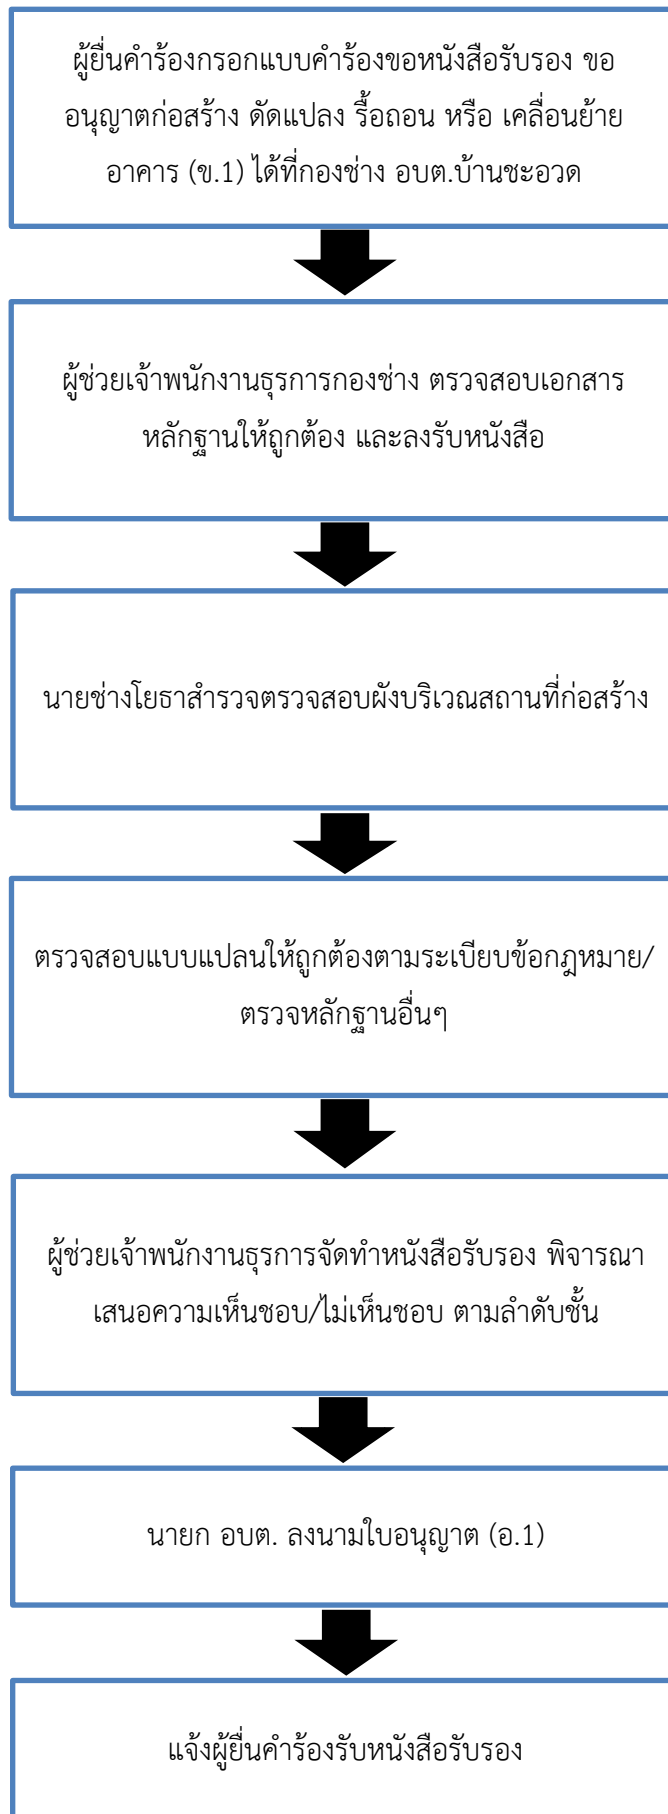 ผู้ยื่นคำร้องกรอกแบบคำร้องขอหนังสือรับรอง ขอ
อนุญาตก่อสร้าง ดัดแปลง รื้อถอน หรือ เคลื่อนย้าย
อาคาร (ข.1) ได้ที่กองช่าง อบต.บ้านชะอวด
ผู้ช่วยเจ้าพนักงานธุรการกองช่าง ตรวจสอบเอกสาร
หลักฐานให้ถูกต้อง และลงรับหนังสือ
นายช่างโยธาสำรวจตรวจสอบผังบริเวณสถานที่ก่อสร้าง
ตรวจสอบแบบแปลนให้ถูกต้องตามระเบียบข้อกฎหมาย/
ตรวจหลักฐานอื่นๆ
ผู้ช่วยเจ้าพนักงานธุรการจัดทำหนังสือรับรอง พิจารณา
เสนอความเห็นชอบ/ไม่เห็นชอบ ตามลำดับชั้น
นายก อบต. ลงนามใบอนุญาต (อ.1)
แจ้งผู้ยื่นคำร้องรับหนังสือรับรอง